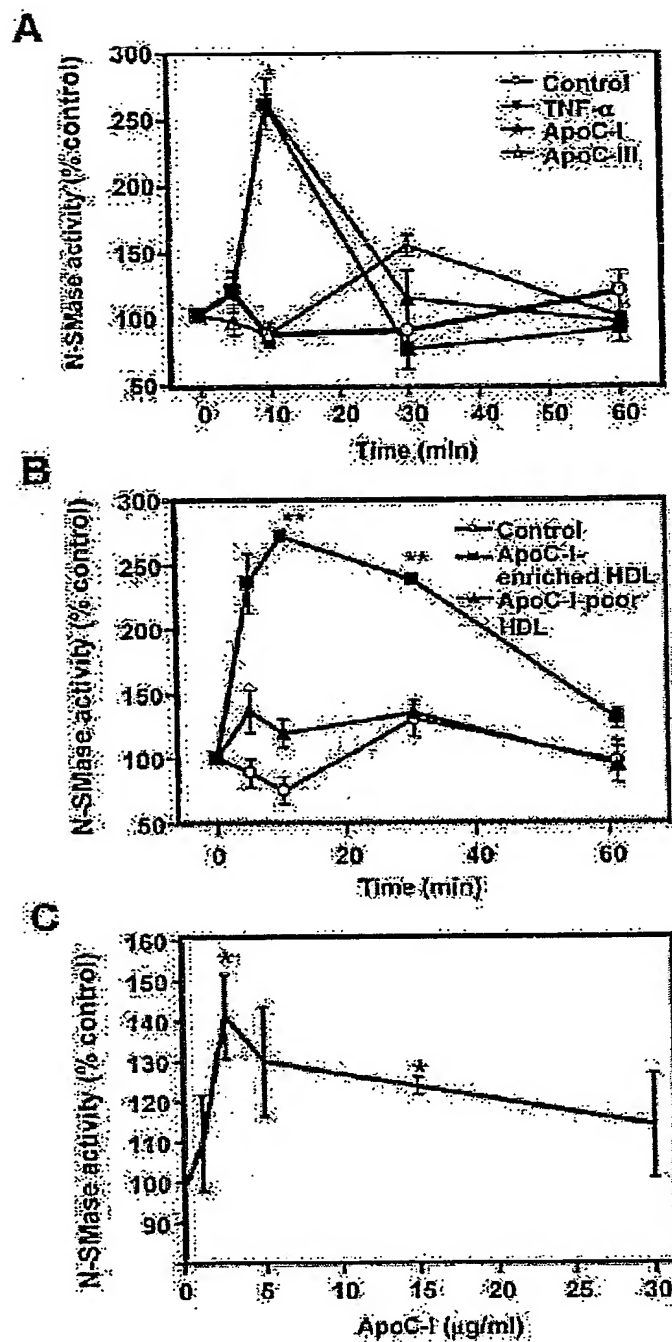 A
N-SMase activity (% control)
300
250
200
150
100
50
Control
TNF-α
ApoC-I
ApoC-III
0 10 20 30 40 50 60
Time (min)
B
N-SMase activity (% control)
300
250
200
150
100
50
**
**
Control
ApoC-I-
enriched HDL
ApoC-I-poor
HDL
0 20 40 60
Time (min)
C
N-SMase activity (% control)
160
150
140
130
120
110
100
90
*
*
5 10 15 20 25 30
ApoC-I (μg/ml)